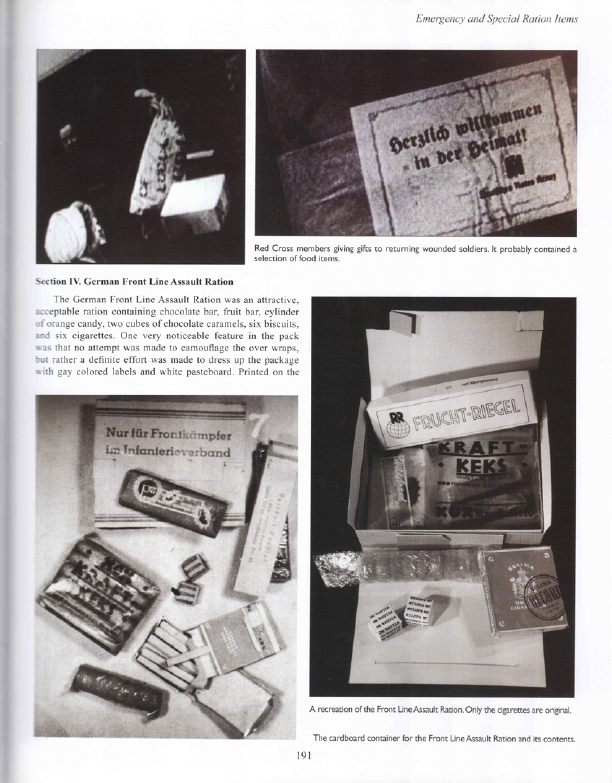 Emergency and Special Ration Items
Herzlich willkommen
in der Heimat!
Red Cross members giving gifts to returning wounded soldiers. It probably contained a
selection of food items.
Section IV. German Front Line Assault Ration
The German Front Line Assault Ration was an attractive,
acceptable ration containing chocolate bar, fruit bar, cylinder
of orange candy, two cubes of chocolate caramels, six biscuits,
and six cigarettes. One very noticeable feature in the pack
was that no attempt was made to camouflage the over wraps,
but rather a definite effort was made to dress up the package
with gay colored labels and white pasteboard. Printed on the
Nur für Frontkämpfer
im Infanterieverband
KRAFT
KEKS
RR FRUCHT-RIEGEL
KRAFT-
KEKS
A recreation of the Front Line Assault Ration. Only the cigarettes are original.
The cardboard container for the Front Line Assault Ration and its contents.
191